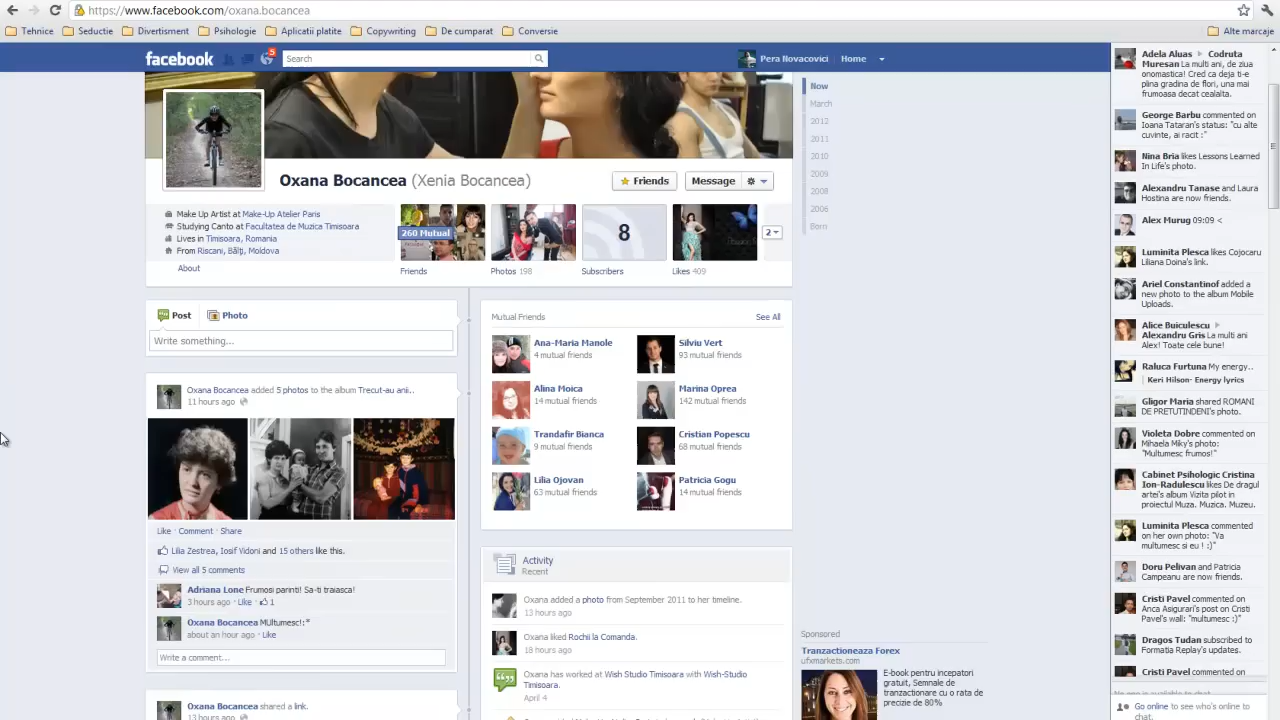 https://www.facebook.com/oxana.bocancea
Tehnice
Seductie
Divertisment
Psihologie
Aplicatii platite
Copywriting
De cumparat
Conversie
Alte marcaje
facebook
5
Search
Pera Novacovici
Home
Oxana Bocancea (Xenia Bocancea)
Friends
Message
Make Up Artist at Make-Up Atelier Paris
Studying Canto at Facultatea de Muzica Timisoara
Lives in Timisoara, Romania
From Riscani, Bălţi, Moldova
About
260 Mutual
Friends
Photos 198
8
Subscribers
Likes 409
2
Post
Photo
Write something...
Oxana Bocancea added 5 photos to the album Trecut-au ani..
11 hours ago
Like · Comment · Share
Lilia Zestrea, Iosif Vidoni and 15 others like this.
View all 5 comments
Adriana Lone Frumosi parinti! Sa-ti traiasca!
3 hours ago · Like · 1
Oxana Bocancea MUltumesc!:*
about an hour ago · Like
Write a comment...
Oxana Bocancea shared a link.
13 hours ago
Mutual Friends
See All
Ana-Maria Manole
4 mutual friends
Silviu Vert
93 mutual friends
Alina Moica
14 mutual friends
Marina Oprea
142 mutual friends
Trandafir Bianca
9 mutual friends
Cristian Popescu
68 mutual friends
Lilia Ojovan
63 mutual friends
Patricia Gogu
14 mutual friends
Activity
Recent
Oxana added a photo from September 2011 to her timeline.
13 hours ago
Oxana liked Rochii la Comanda.
18 hours ago
Oxana has worked at Wish Studio Timisoara with Wish-Studio
Timisoara.
April 4
Now
March
2012
2011
2010
2009
2008
2006
Born
Sponsored
Tranzactioneaza Forex
ufxmarkets.com
E-book pentru incepatori
gratuit, Semnale de
tranzactionare cu o rata de
precizie de 80%
Adela Aluas Codruta
Muresan La multi ani, de ziua
onomastica! Cred ca deja ti-e
plina gradina de flori, una mai
frumoasa decat cealalta.
George Barbu commented on
Ioana Tataran's status: "cu alte
cuvinte, ai racit :"
Nina Bria likes Lessons Learned
In Life's photo.
Alexandru Tanase and Laura
Hostina are now friends.
Alex Murug 09:09 <
Luminita Plesca likes Cojocaru
Liliana Doina's link.
Ariel Constantinof added a
new photo to the album Mobile
Uploads.
Alice Buiculescu
Alexandru Gris La multi ani
Alex! Toate cele bune!
Raluca Furtuna My energy..
Keri Hilson- Energy lyrics
Gligor Maria shared ROMANI
DE PRETUTINDENI's photo.
Violeta Dobre commented on
Mihaela Miky's photo:
"Multumesc frumos!"
Cabinet Psihologic Cristina
Ion-Radulescu likes De dragul
artei's album Vizita pilot in
proiectul Muza. Muzica. Muzeu.
Luminita Plesca commented
on her own photo: "Va
multumesc si eu ! :)"
Doru Pelivan and Patricia
Campeanu are now friends.
Cristi Pavel commented on
Anca Asigurari's post on Cristi
Pavel's wall: "multumesc :)"
Dragos Tudan subscribed to
Formatia Replay's updates.
Cristi Pavel commented on
Go online to see who's online to
chat.